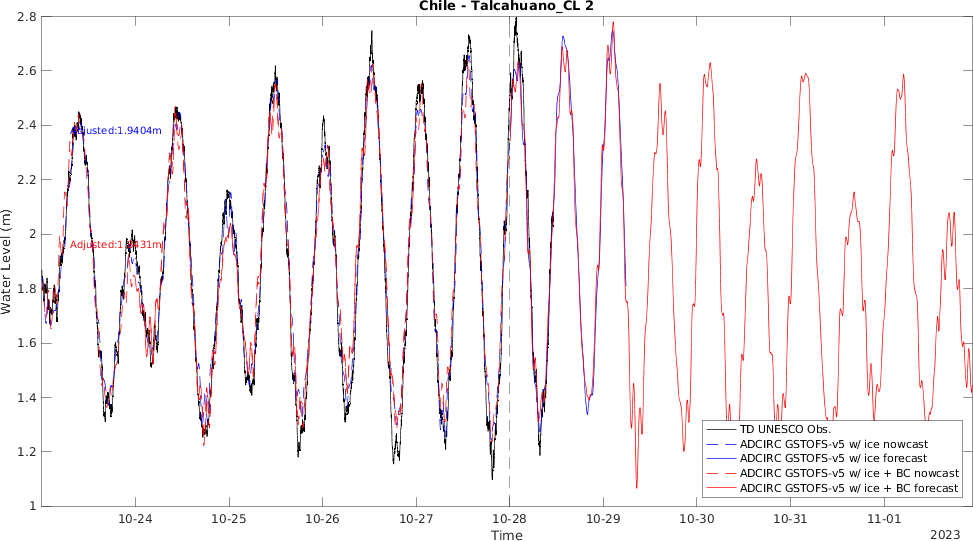 Chile - Talcahuano_CL 2
2.8
2.6
2.4
2.2
2
1.8
1.6
1.4
1.2
1
Water Level (m)
Adjusted:1.9404m
10-24
10-25
10-26
10-27
10-28
10-29
10-30
10-31
11-01
Time
2023
TD UNESCO Obs.
ADCIRC GSTOFS-v5 w/ ice nowcast
ADCIRC GSTOFS-v5 w/ ice forecast
ADCIRC GSTOFS-v5 w/ ice + BC nowcast
ADCIRC GSTOFS-v5 w/ ice + BC forecast